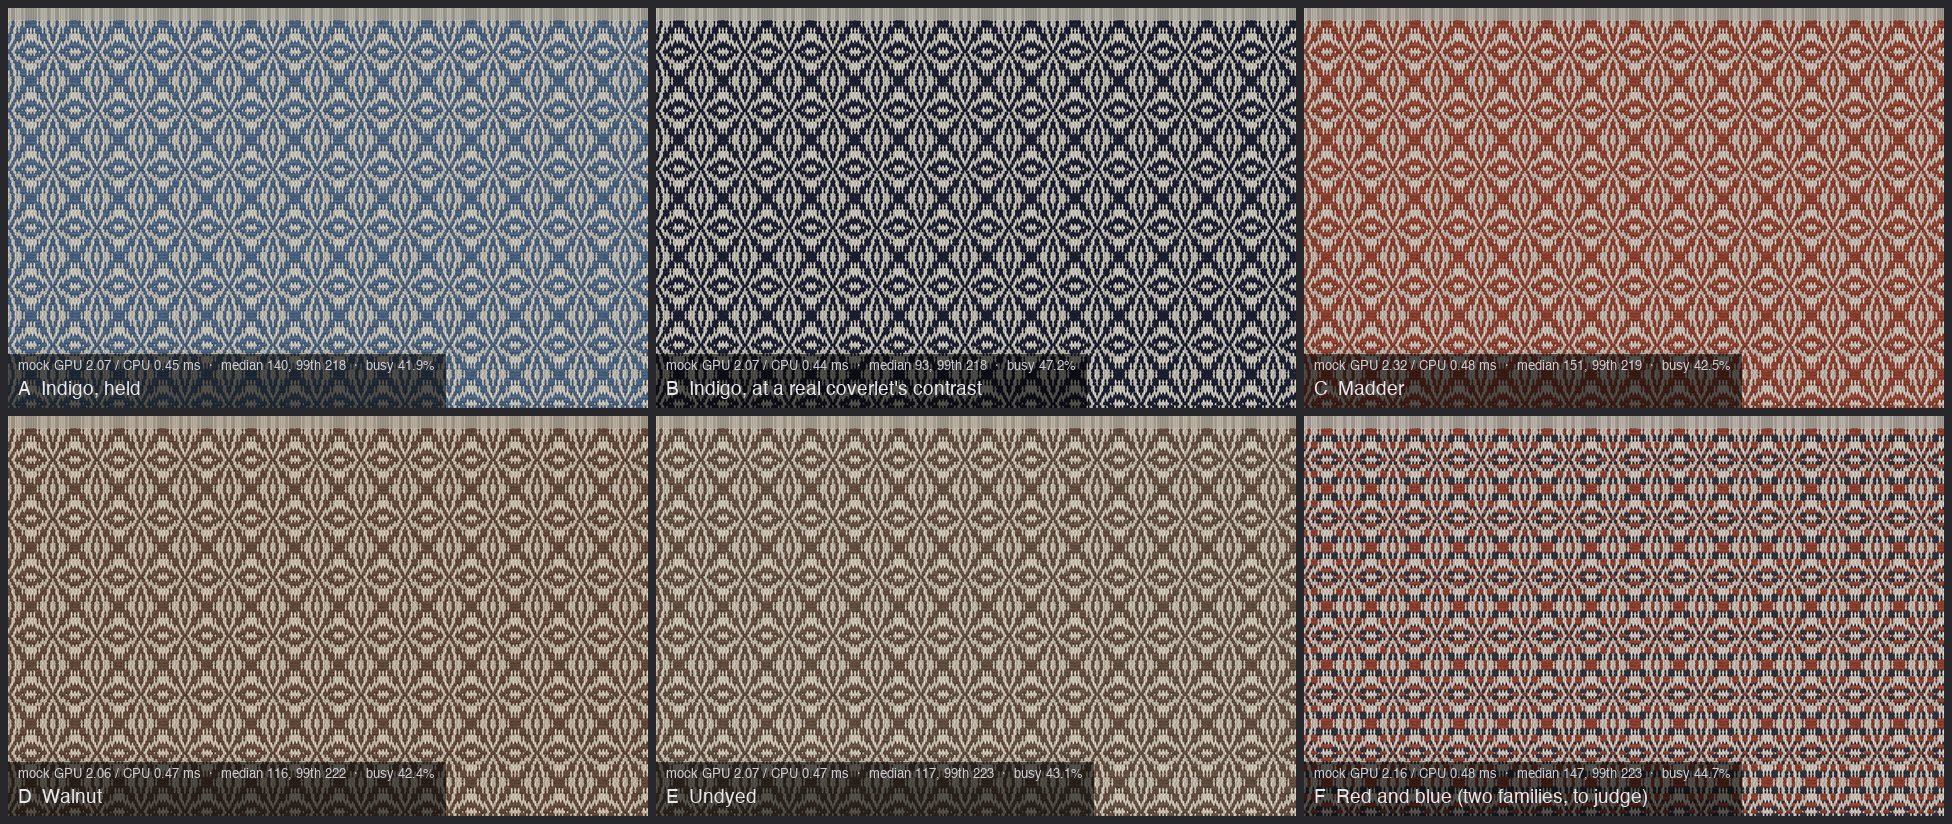 mock GPU 2.07 / CPU 0.45 ms · median 140, 99th 218 · busy 41.9%
A Indigo, held
mock GPU 2.07 / CPU 0.44 ms · median 93, 99th 218 · busy 47.2%
B Indigo, at a real coverlet's contrast
mock GPU 2.32 / CPU 0.48 ms · median 151, 99th 219 · busy 42.5%
C Madder
mock GPU 2.06 / CPU 0.47 ms · median 116, 99th 222 · busy 42.4%
D Walnut
mock GPU 2.07 / CPU 0.47 ms · median 117, 99th 223 · busy 43.1%
E Undyed
mock GPU 2.16 / CPU 0.48 ms · median 147, 99th 223 · busy 44.7%
F Red and blue (two families, to judge)